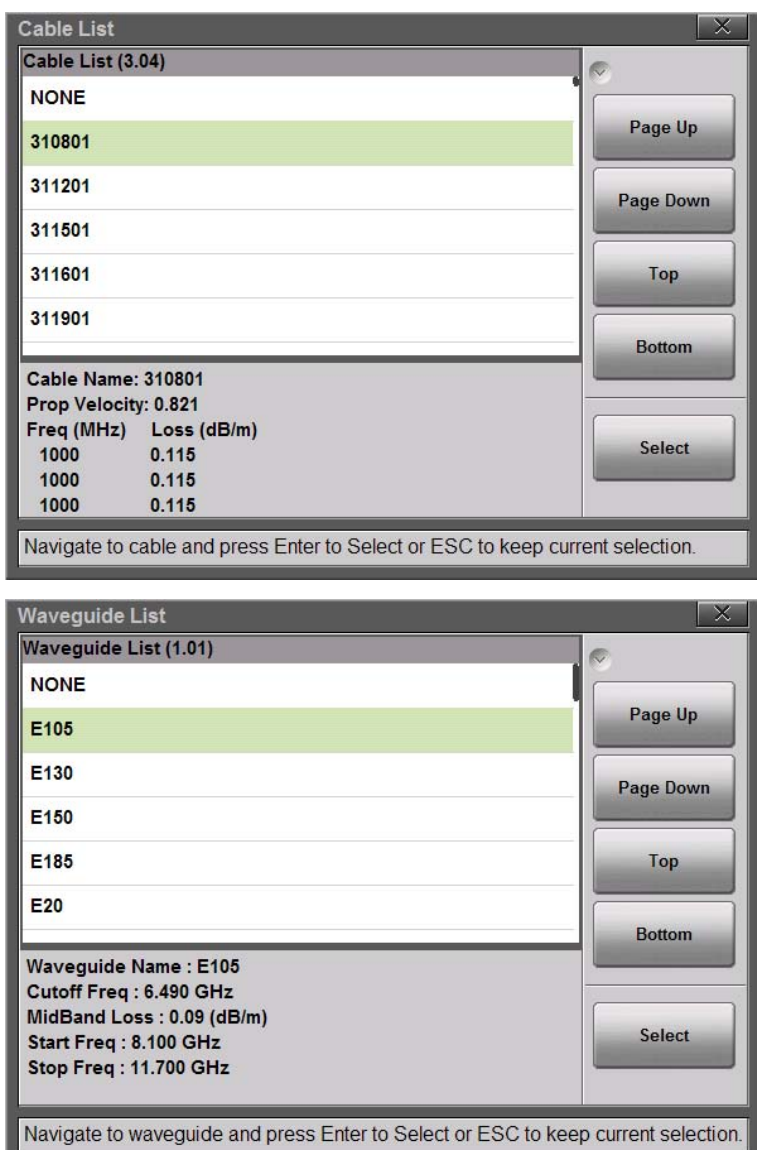 Cable List
Cable List (3.04)
NONE
310801
311201
311501
311601
311901
Page Up
Page Down
Top
Bottom
Select
Cable Name: 310801
Prop Velocity: 0.821
Freq (MHz) Loss (dB/m)
1000 0.115
1000 0.115
1000 0.115
Navigate to cable and press Enter to Select or ESC to keep current selection.
Waveguide List
Waveguide List (1.01)
NONE
E105
E130
E150
E185
E20
Page Up
Page Down
Top
Bottom
Select
Waveguide Name : E105
Cutoff Freq : 6.490 GHz
MidBand Loss : 0.09 (dB/m)
Start Freq : 8.100 GHz
Stop Freq : 11.700 GHz
Navigate to waveguide and press Enter to Select or ESC to keep current selection.